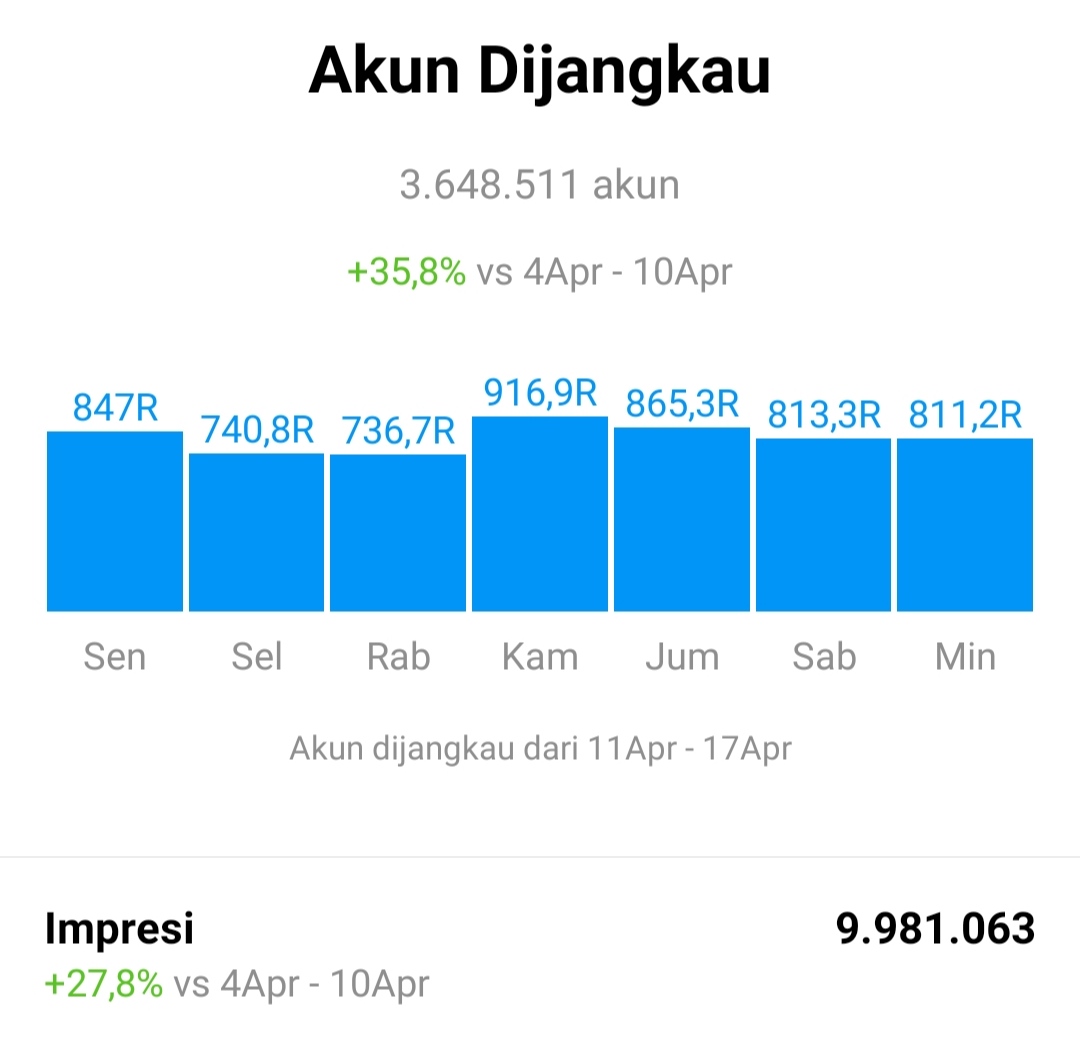 Akun Dijangkau
3.648.511 akun
+35,8% vs 4Apr - 10Apr
847R 740,8R 736,7R 916,9R 865,3R 813,3R 811,2R
Sen Sel Rab Kam Jum Sab Min
Akun dijangkau dari 11Apr - 17Apr
Impresi 9.981.063
+27,8% vs 4Apr - 10Apr